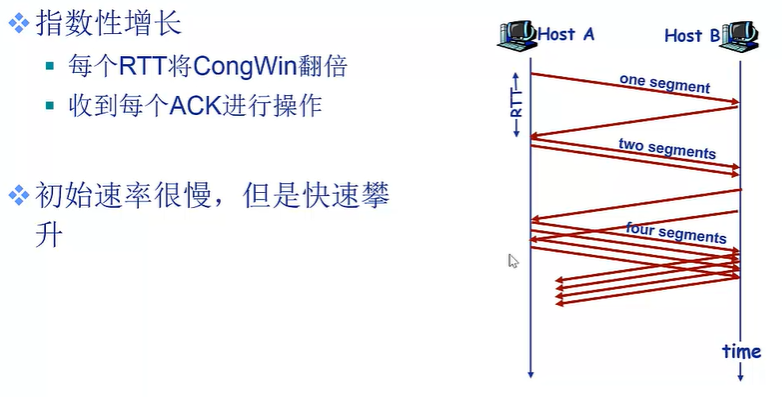 指数性增长
每个RTT将CongWin翻倍
收到每个ACK进行操作
初始速率很慢，但是快速攀
升
Host A
Host B
one segment
RTT
two segments
four segments
time